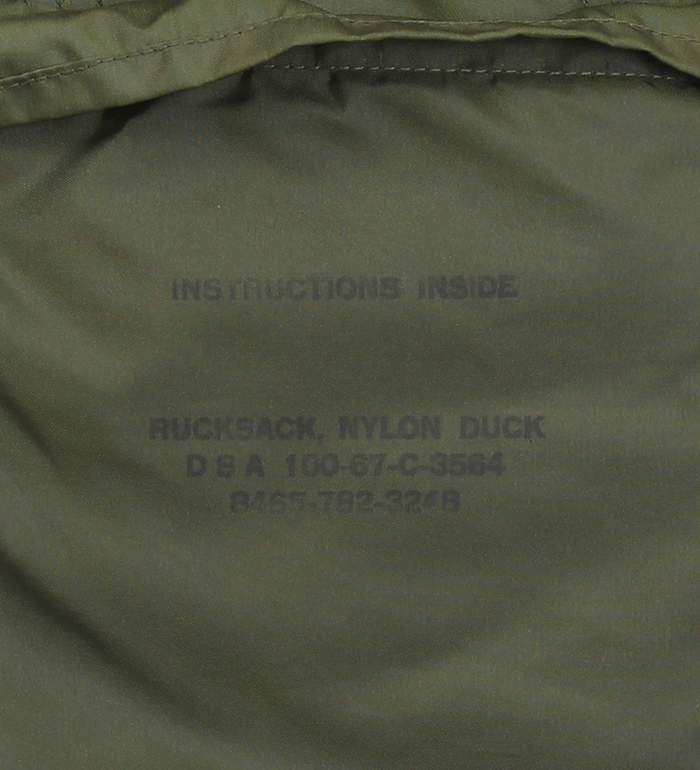 INSTRUCTIONS INSIDE
RUCKSACK, NYLON DUCK
D S A 100-67-C-3564
8465-782-3248